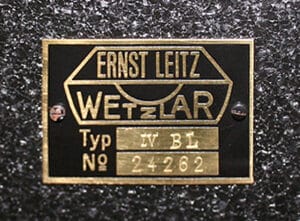 ERNST LEITZ
WETZLAR
Typ IV BL
No 24262